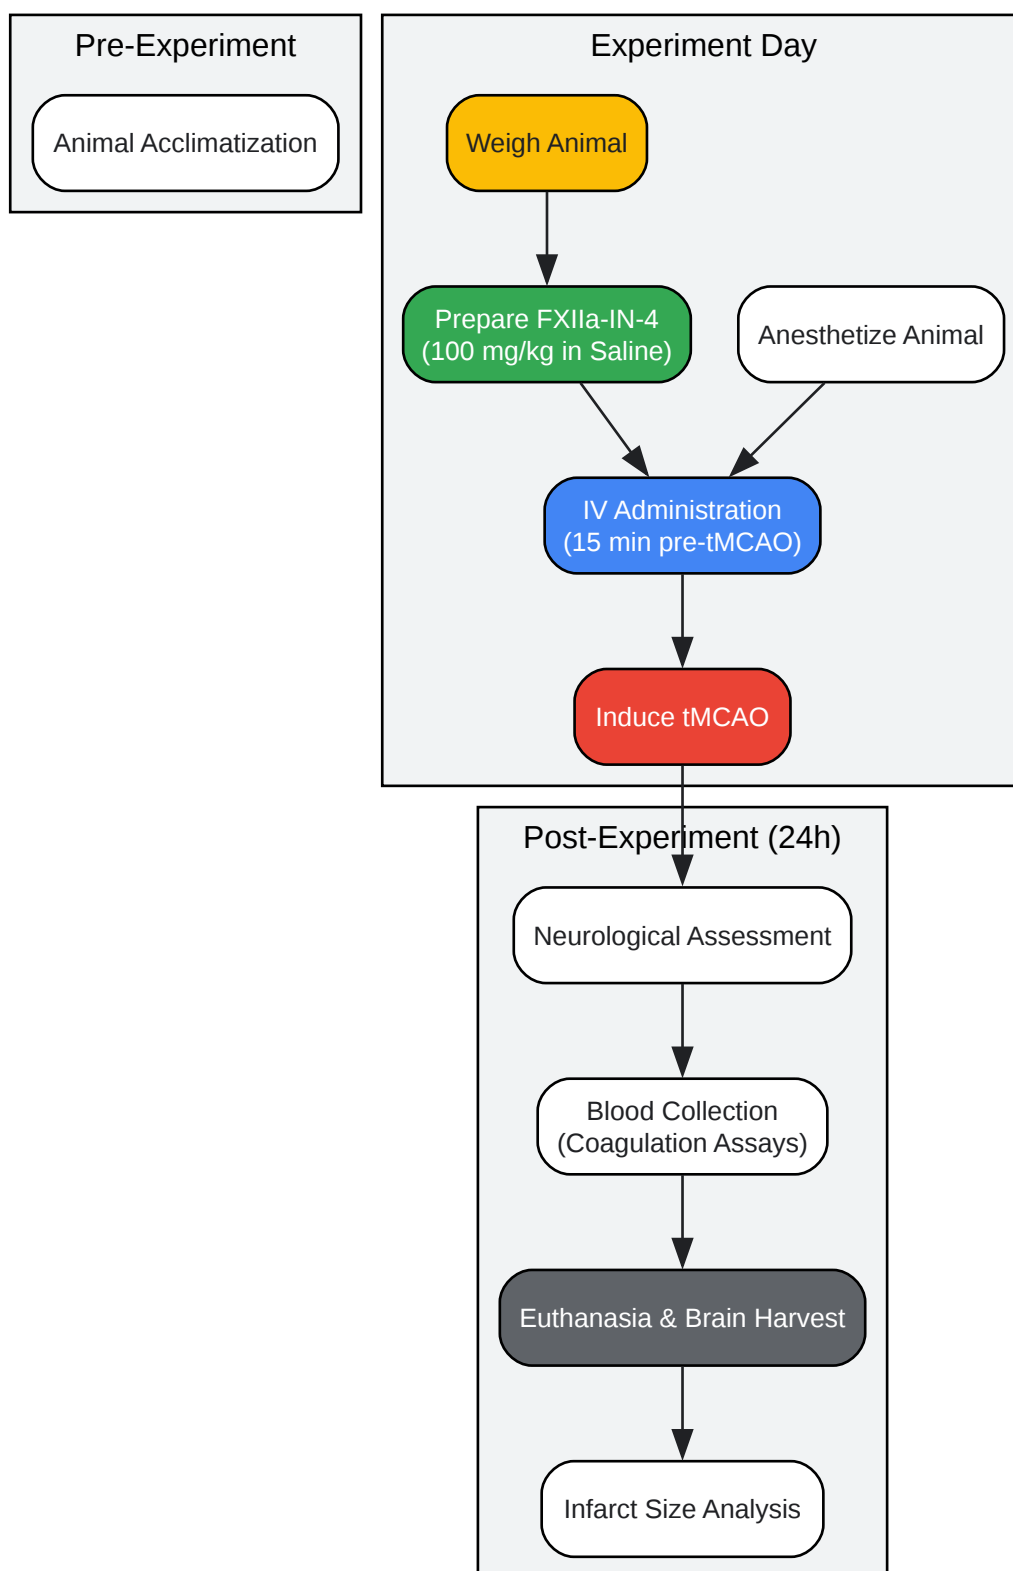 Pre-Experiment
Animal Acclimatization
Experiment Day
Weigh Animal
Prepare FXIIa-IN-4
(100 mg/kg in Saline)
Anesthetize Animal
IV Administration
(15 min pre-tMCAO)
Induce tMCAO
Post-Experiment (24h)
Neurological Assessment
Blood Collection
(Coagulation Assays)
Euthanasia & Brain Harvest
Infarct Size Analysis